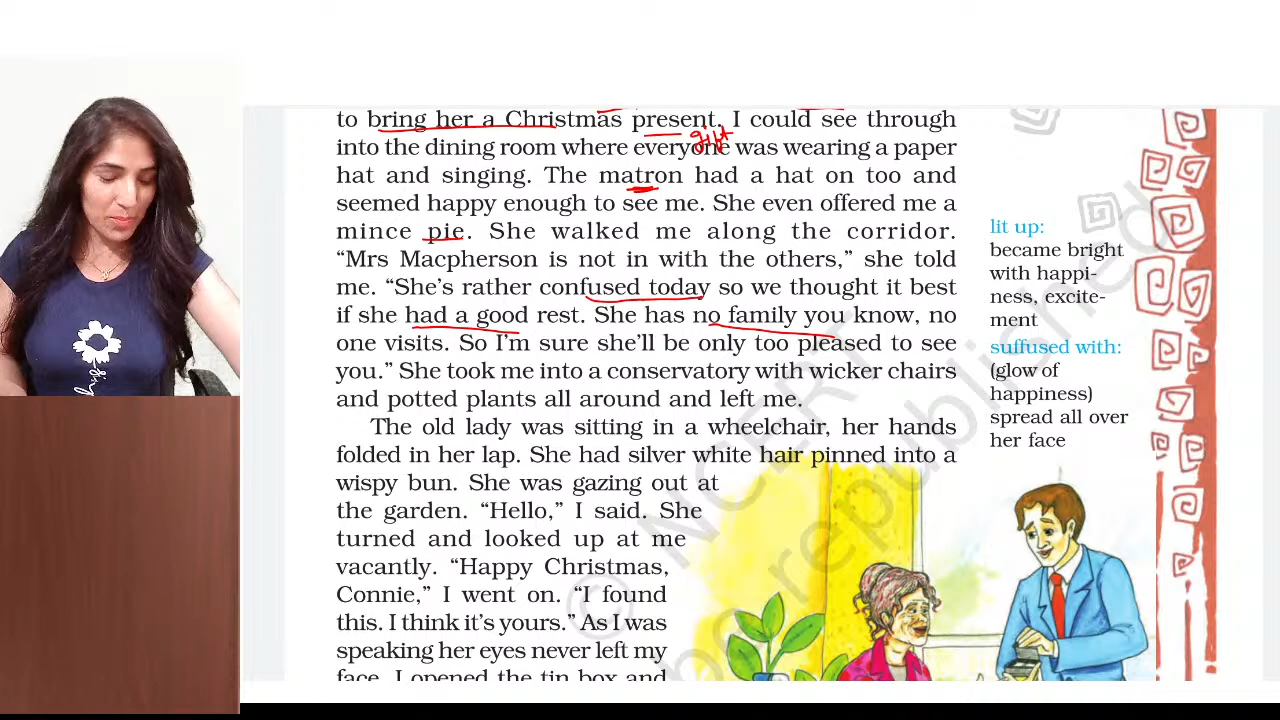 to bring her a Christmas present. I could see through
gift
into the dining room where everyone was wearing a paper
hat and singing. The matron had a hat on too and
seemed happy enough to see me. She even offered me a
mince pie. She walked me along the corridor.
“Mrs Macpherson is not in with the others,” she told
me. “She’s rather confused today so we thought it best
if she had a good rest. She has no family you know, no
one visits. So I’m sure she’ll be only too pleased to see
you.” She took me into a conservatory with wicker chairs
and potted plants all around and left me.
The old lady was sitting in a wheelchair, her hands
folded in her lap. She had silver white hair pinned into a
wispy bun. She was gazing out at
the garden. “Hello,” I said. She
turned and looked up at me
vacantly. “Happy Christmas,
Connie,” I went on. “I found
this. I think it’s yours.” As I was
speaking her eyes never left my
face. I opened the tin box and
lit up:
became bright
with happi-
ness, excite-
ment
suffused with:
(glow of
happiness)
spread all over
her face
© NCERT
be republished